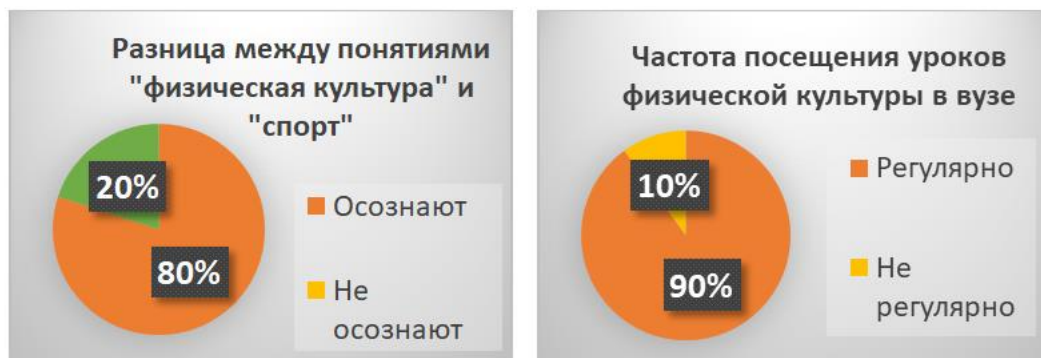 Разница между понятиями
"физическая культура" и
"спорт"
20%
80%
Осознают
Не
осознают
Частота посещения уроков
физической культуры в вузе
10%
90%
Регулярно
Не
регулярно